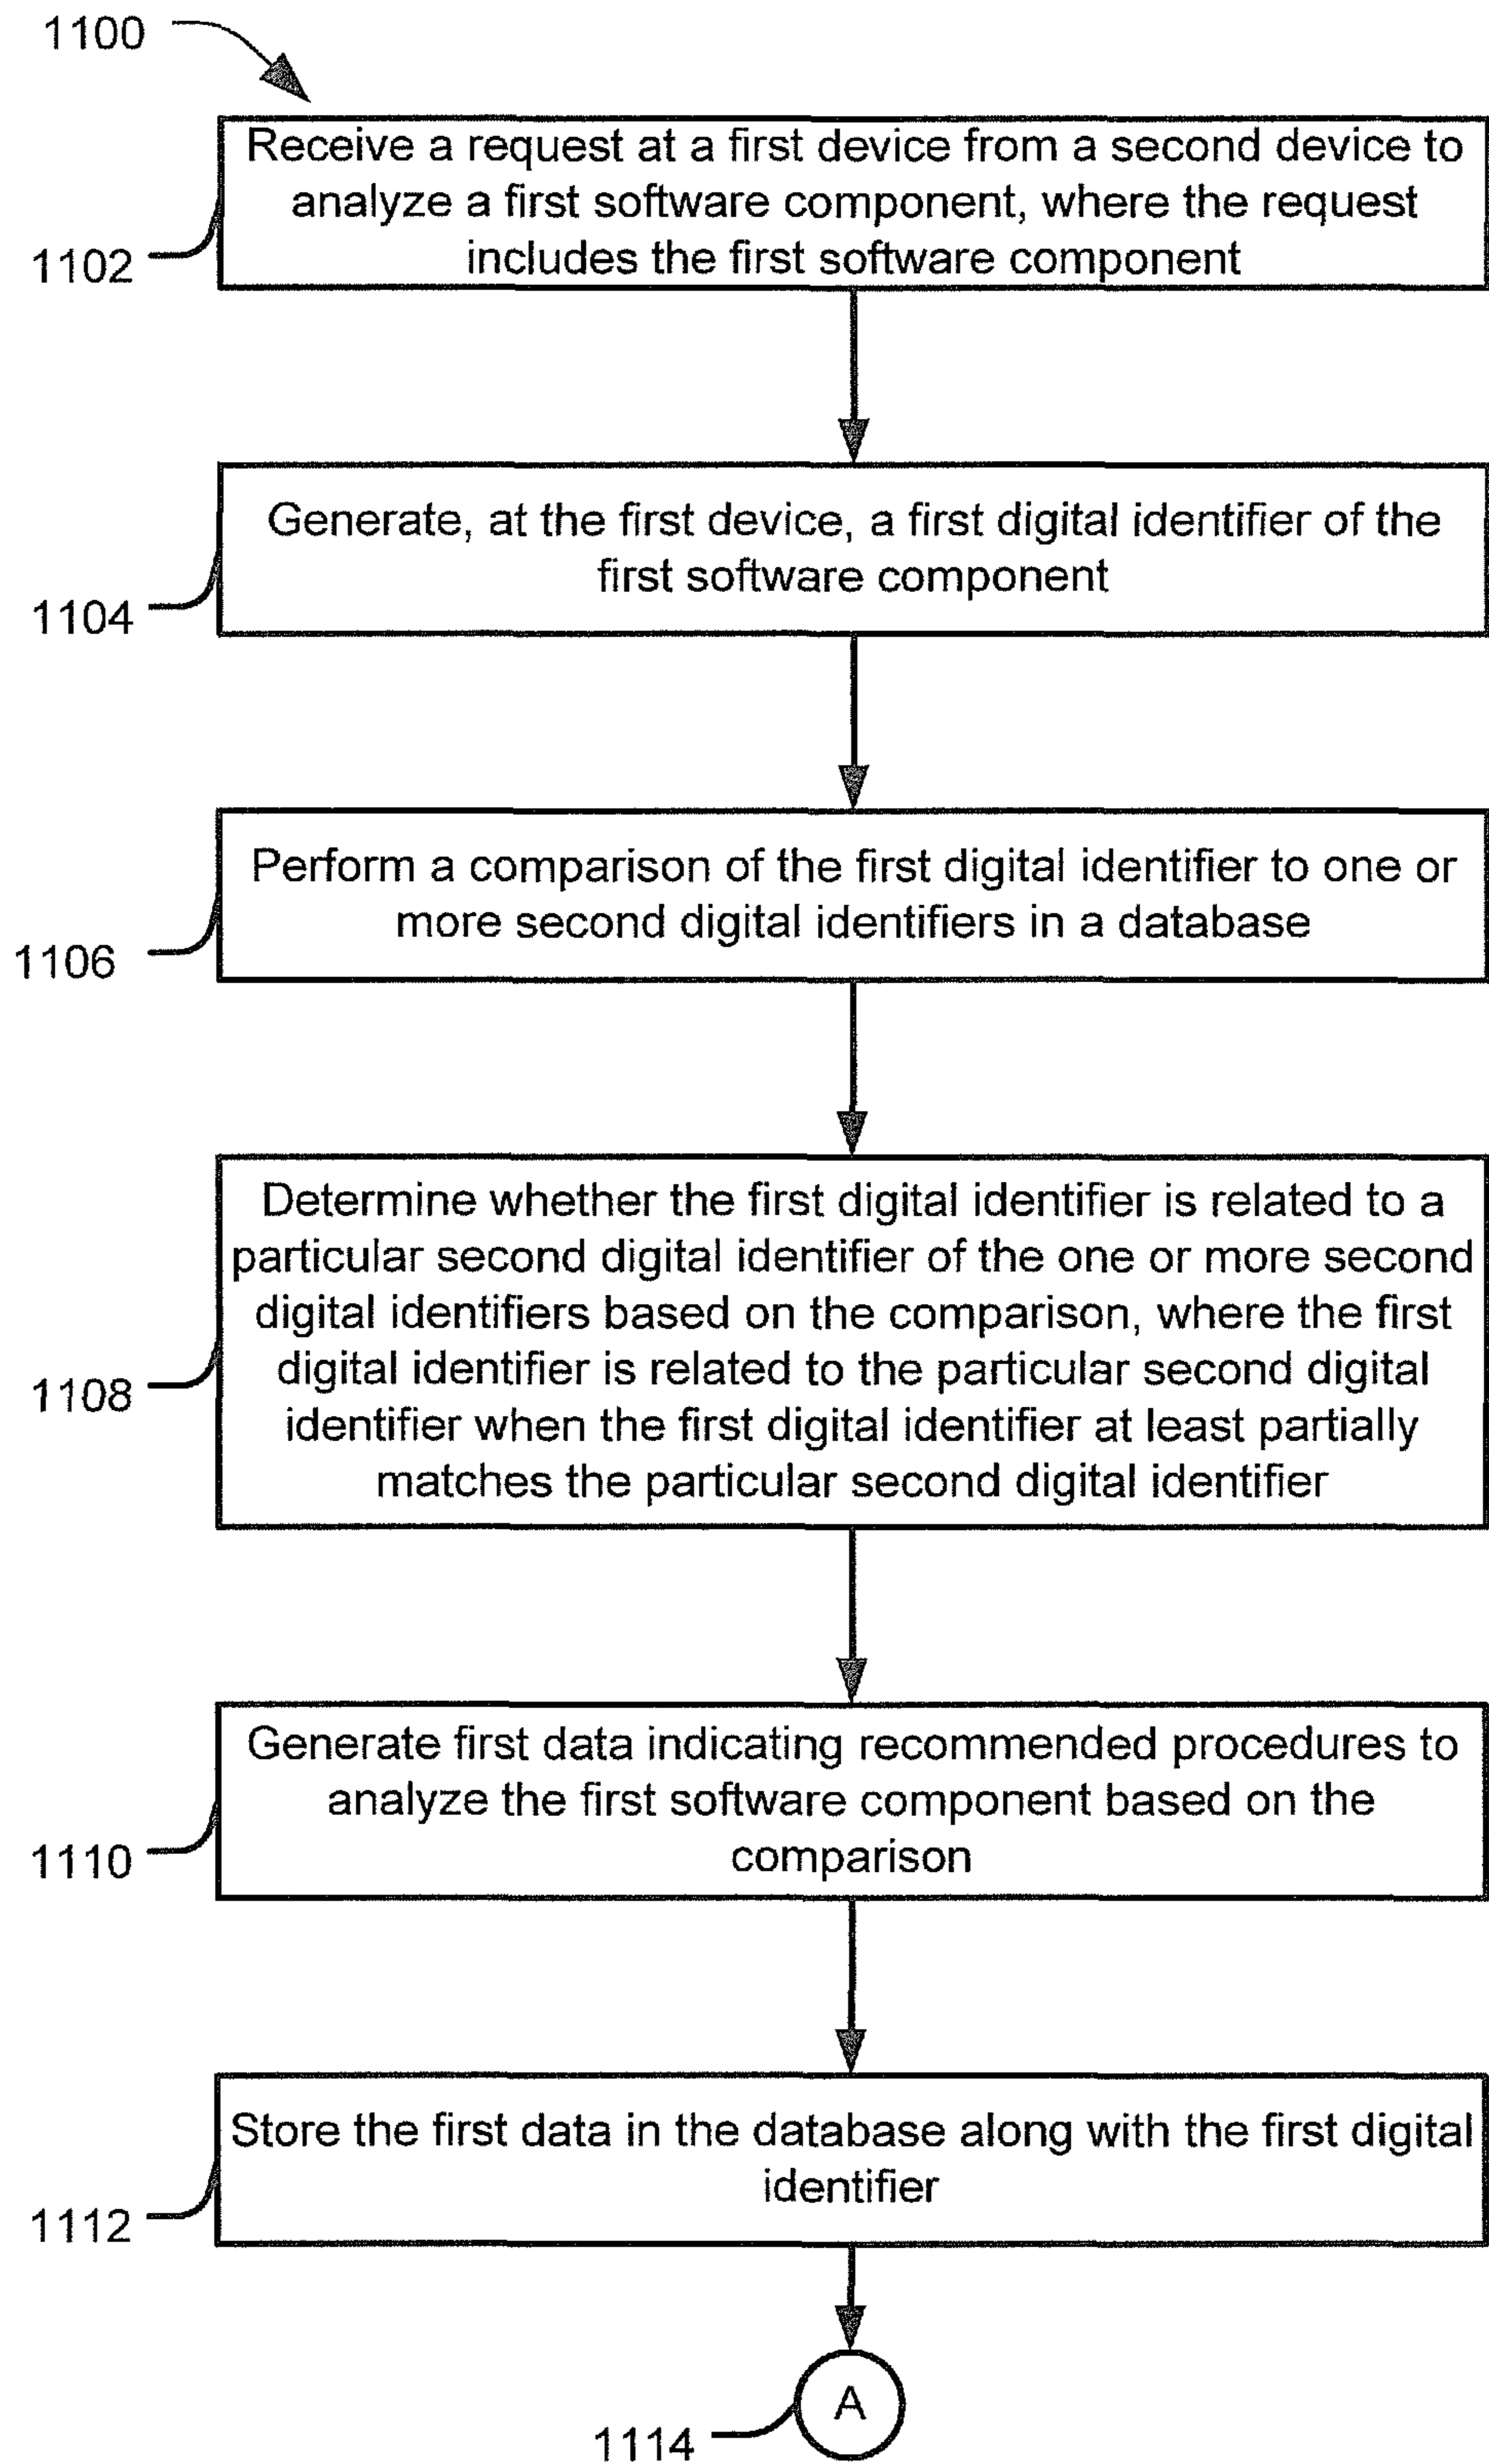 1100
Receive a request at a first device from a second device to
analyze a first software component, where the request
includes the first software component
1102
Generate, at the first device, a first digital identifier of the
first software component
1104
Perform a comparison of the first digital identifier to one or
more second digital identifiers in a database
1106
Determine whether the first digital identifier is related to a
particular second digital identifier of the one or more second
digital identifiers based on the comparison, where the first
digital identifier is related to the particular second digital
identifier when the first digital identifier at least partially
matches the particular second digital identifier
1108
Generate first data indicating recommended procedures to
analyze the first software component based on the
comparison
1110
Store the first data in the database along with the first digital
identifier
1112
A
1114